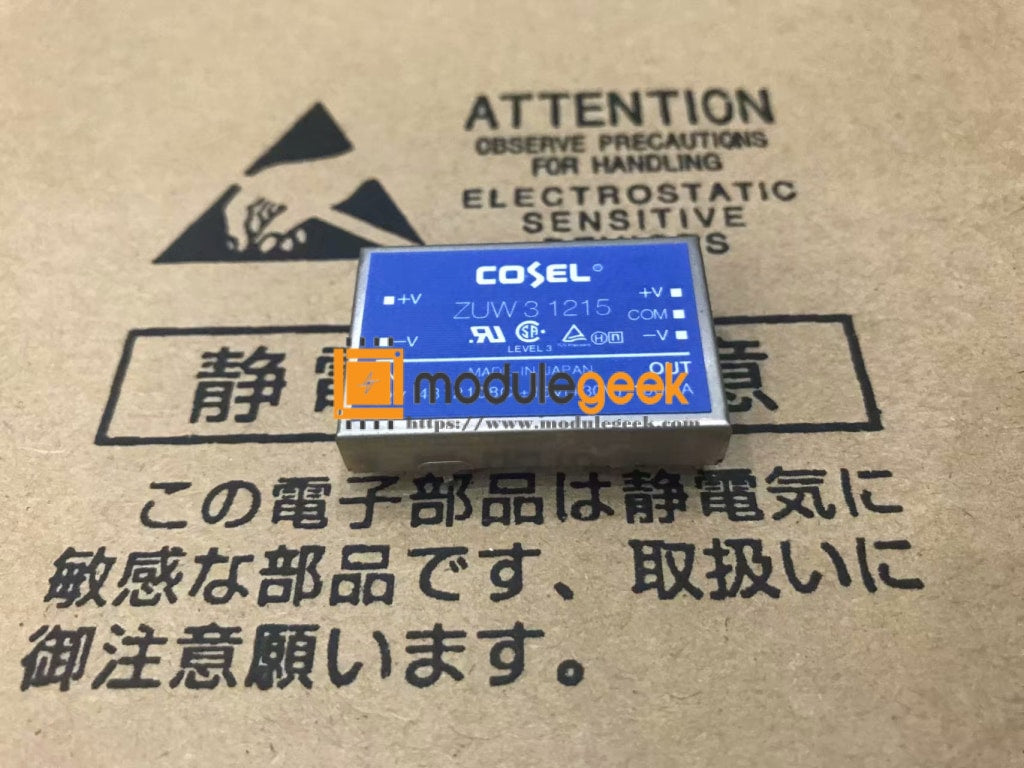 ATTENTION
OBSERVE PRECAUTIONS
FOR HANDLING
ELECTROSTATIC
SENSITIVE
COSEL
ZUW 3 1215
+V
-V
+V
COM
-V
LEVEL 3
MADE IN JAPAN
OUT
modulegeek
https://www.modulegeek.com
静電
意
この電子部品は静電気に
敏感な部品です、取扱いに
御注意願います。